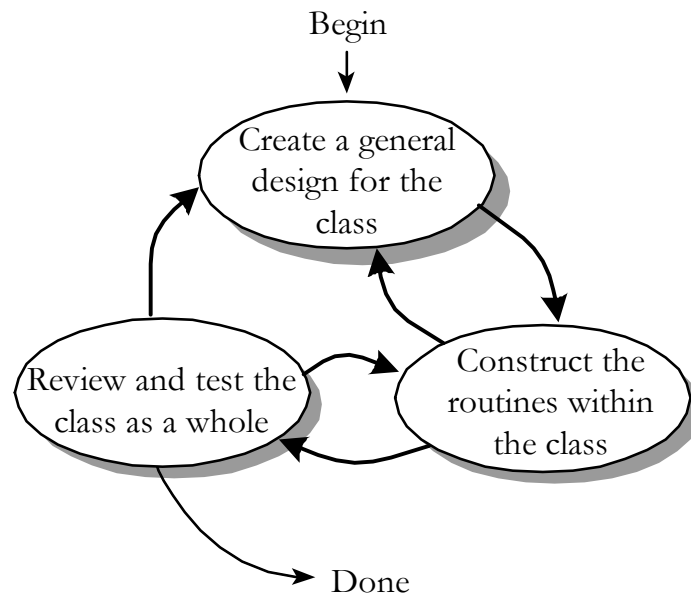 Begin
Create a general
design for the
class
Review and test the
class as a whole
Construct the
routines within
the class
Done